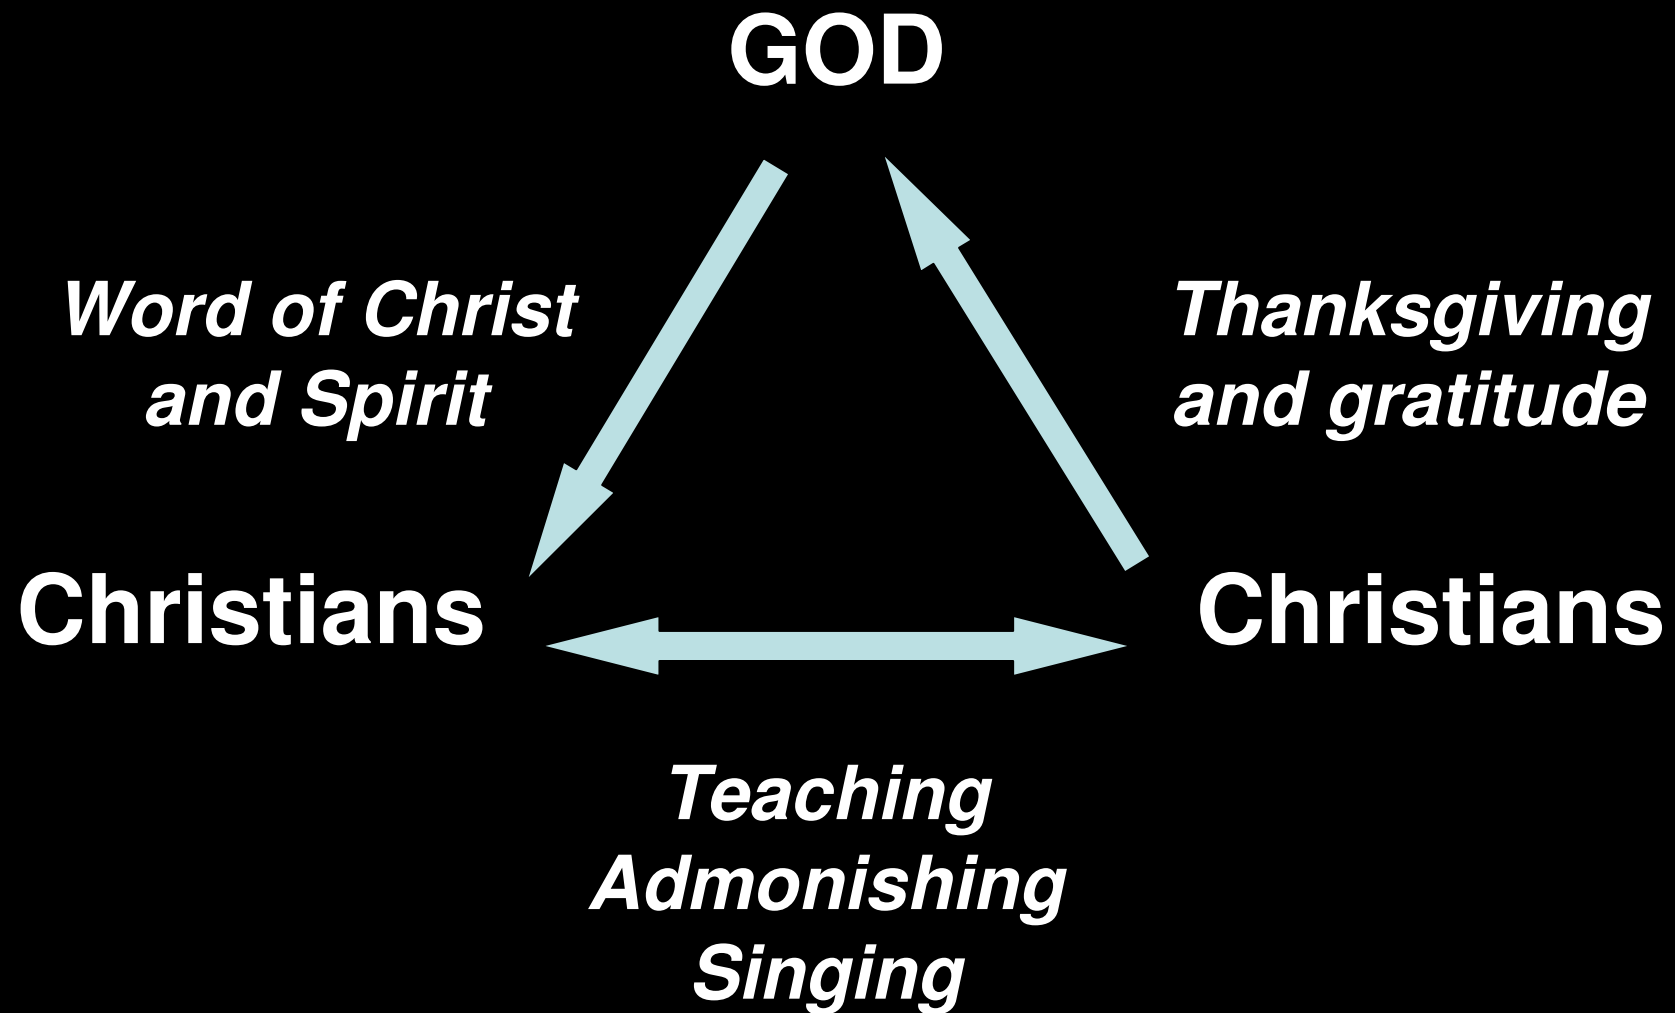 GOD
Word of Christ
and Spirit
Thanksgiving
and gratitude
Christians
Christians
Teaching
Admonishing
Singing